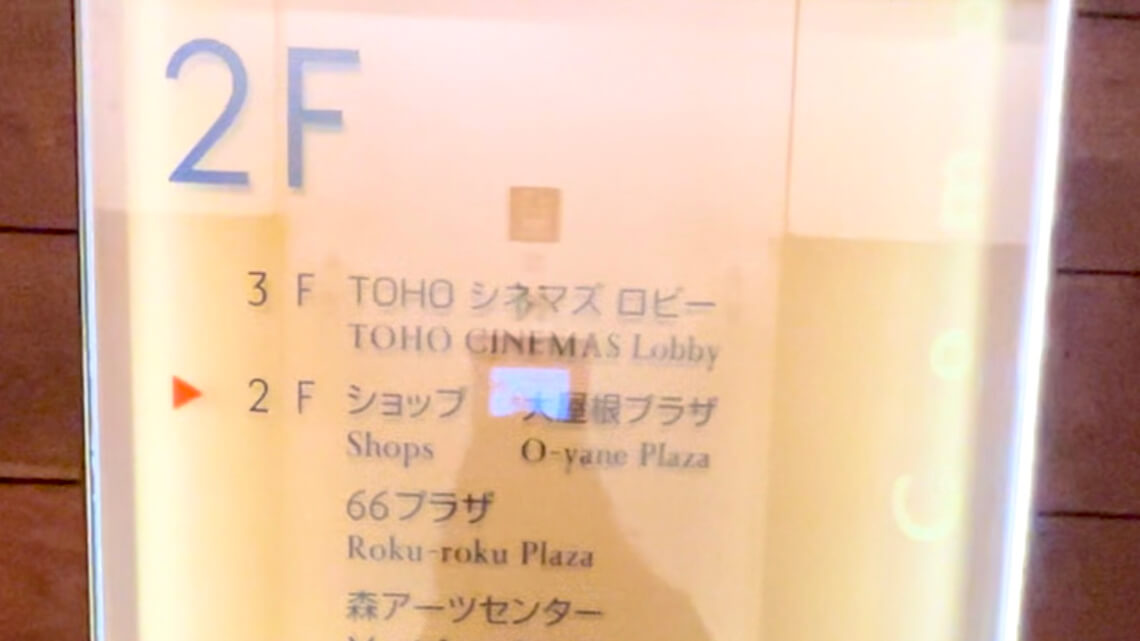 2F
3 F TOHO シネマズ ロビー
TOHO CINEMAS Lobby
2 F ショップ 大屋根プラザ
Shops O-yane Plaza
66プラザ
Roku-roku Plaza
森アーツセンター